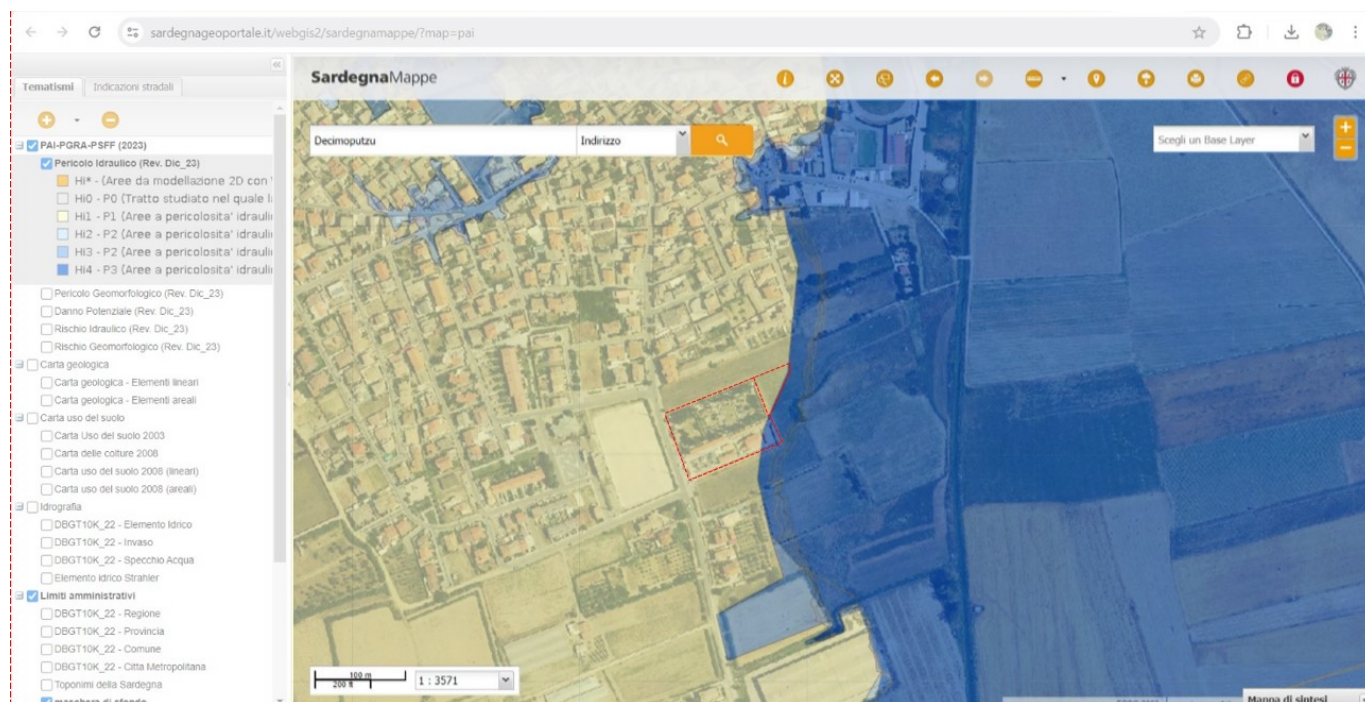 sardegnageoportale.it/webgis2/sardegnamappe/?map=pai
Tematismi
Indicazioni stradali
SardegnaMappe
Decimoputzu
Indirizzo
Scegli un Base Layer
PAI-PGRA-PSFF (2023)
Pericolo Idraulico (Rev. Dic_23)
Hi* - (Aree da modellazione 2D con
Hi0 - P0 (Tratto studiato nel quale l
Hi1 - P1 (Aree a pericolosita' idrauli
Hi2 - P2 (Aree a pericolosita' idrauli
Hi3 - P2 (Aree a pericolosita' idrauli
Hi4 - P3 (Aree a pericolosita' idrauli
Pericolo Geomorfologico (Rev. Dic_23)
Danno Potenziale (Rev. Dic_23)
Rischio Idraulico (Rev. Dic_23)
Rischio Geomorfologico (Rev. Dic_23)
Carta geologica
Carta geologica - Elementi lineari
Carta geologica - Elementi areali
Carta uso del suolo
Carta Uso del suolo 2003
Carta delle colture 2008
Carta uso del suolo 2008 (lineari)
Carta uso del suolo 2008 (areali)
Idrografia
DBGT10K_22 - Elemento Idrico
DBGT10K_22 - Invaso
DBGT10K_22 - Specchio Acqua
Elemento Idrico Strahler
Limiti amministrativi
DBGT10K_22 - Regione
DBGT10K_22 - Provincia
DBGT10K_22 - Comune
DBGT10K_22 - Citta Metropolitana
Toponimi della Sardegna
maschera di sfondo
100 m
200 ft
1 : 3571
Mappa di sintesi